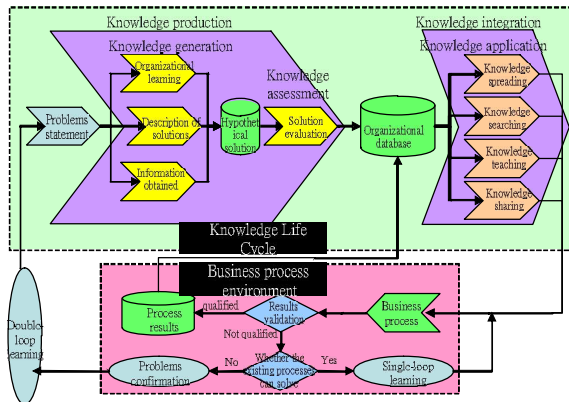 Knowledge production
Knowledge integration
Knowledge generation
Knowledge application
Organizational
learning
Knowledge
assessment
Knowledge
spreading
Problems
statement
Description of
solutions
Hypothet
ical
solution
Solution
evaluation
Organizational
database
Knowledge
searching
Information
obtained
Knowledge
teaching
Knowledge
sharing
Knowledge Life
Cycle
Business process
environment
Double-
loop
learning
Process
results
qualified
Results
validation
Business
process
Not qualified
Problems
confirmation
No
Whether the
existing processes
can solve
Yes
Single-loop
learning